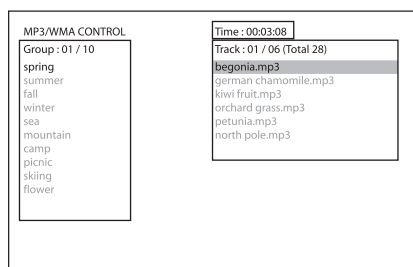 MP3/WMA CONTROL
Group : 01 / 10
spring
summer
fall
winter
sea
mountain
camp
picnic
skiing
flower
Time : 00:03:08
Track : 01 / 06 (Total 28)
begonia.mp3
german chamomile.mp3
kiwi fruit.mp3
orchard grass.mp3
petunia.mp3
north pole.mp3